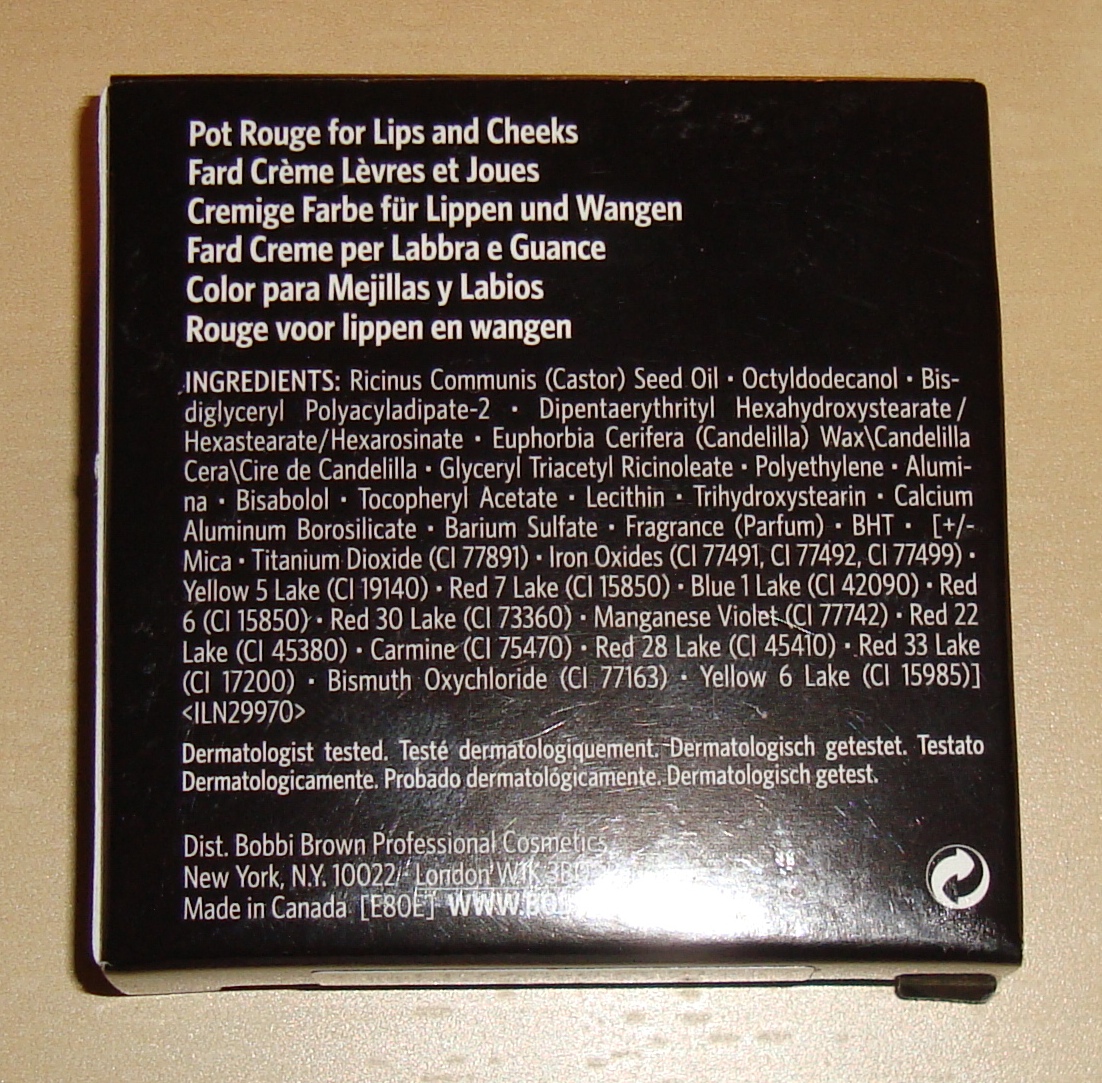 Pot Rouge for Lips and Cheeks
Fard Crème Lèvres et Joues
Cremige Farbe für Lippen und Wangen
Fard Creme per Labbra e Guance
Color para Mejillas y Labios
Rouge voor lippen en wangen
INGREDIENTS: Ricinus Communis (Castor) Seed Oil • Octyldodecanol • Bis-
diglyceryl Polyacyladipate-2 • Dipentaerythrityl Hexahydroxystearate/
Hexastearate/Hexarosinate • Euphorbia Cerifera (Candelilla) Wax\Candelilla
Cera\Cire de Candelilla • Glyceryl Triacetyl Ricinoleate • Polyethylene • Alumi-
na • Bisabolol • Tocopheryl Acetate • Lecithin • Trihydroxystearin • Calcium
Aluminum Borosilicate • Barium Sulfate • Fragrance (Parfum) • BHT • [+/-
Mica • Titanium Dioxide (CI 77891) • Iron Oxides (CI 77491, CI 77492, CI 77499) •
Yellow 5 Lake (CI 19140) • Red 7 Lake (CI 15850) • Blue 1 Lake (CI 42090) • Red
6 (CI 15850) • Red 30 Lake (CI 73360) • Manganese Violet (CI 77742) • Red 22
Lake (CI 45380) • Carmine (CI 75470) • Red 28 Lake (CI 45410) • Red 33 Lake
(CI 17200) • Bismuth Oxychloride (CI 77163) • Yellow 6 Lake (CI 15985)]
<ILN29970>
Dermatologist tested. Testé dermatologiquement. Dermatologisch getestet. Testato
Dermatologicamente. Probado dermatológicamente. Dermatologisch getest.
Dist. Bobbi Brown Professional Cosmetics
New York, N.Y. 10022/ London W1K
Made in Canada [E80E]